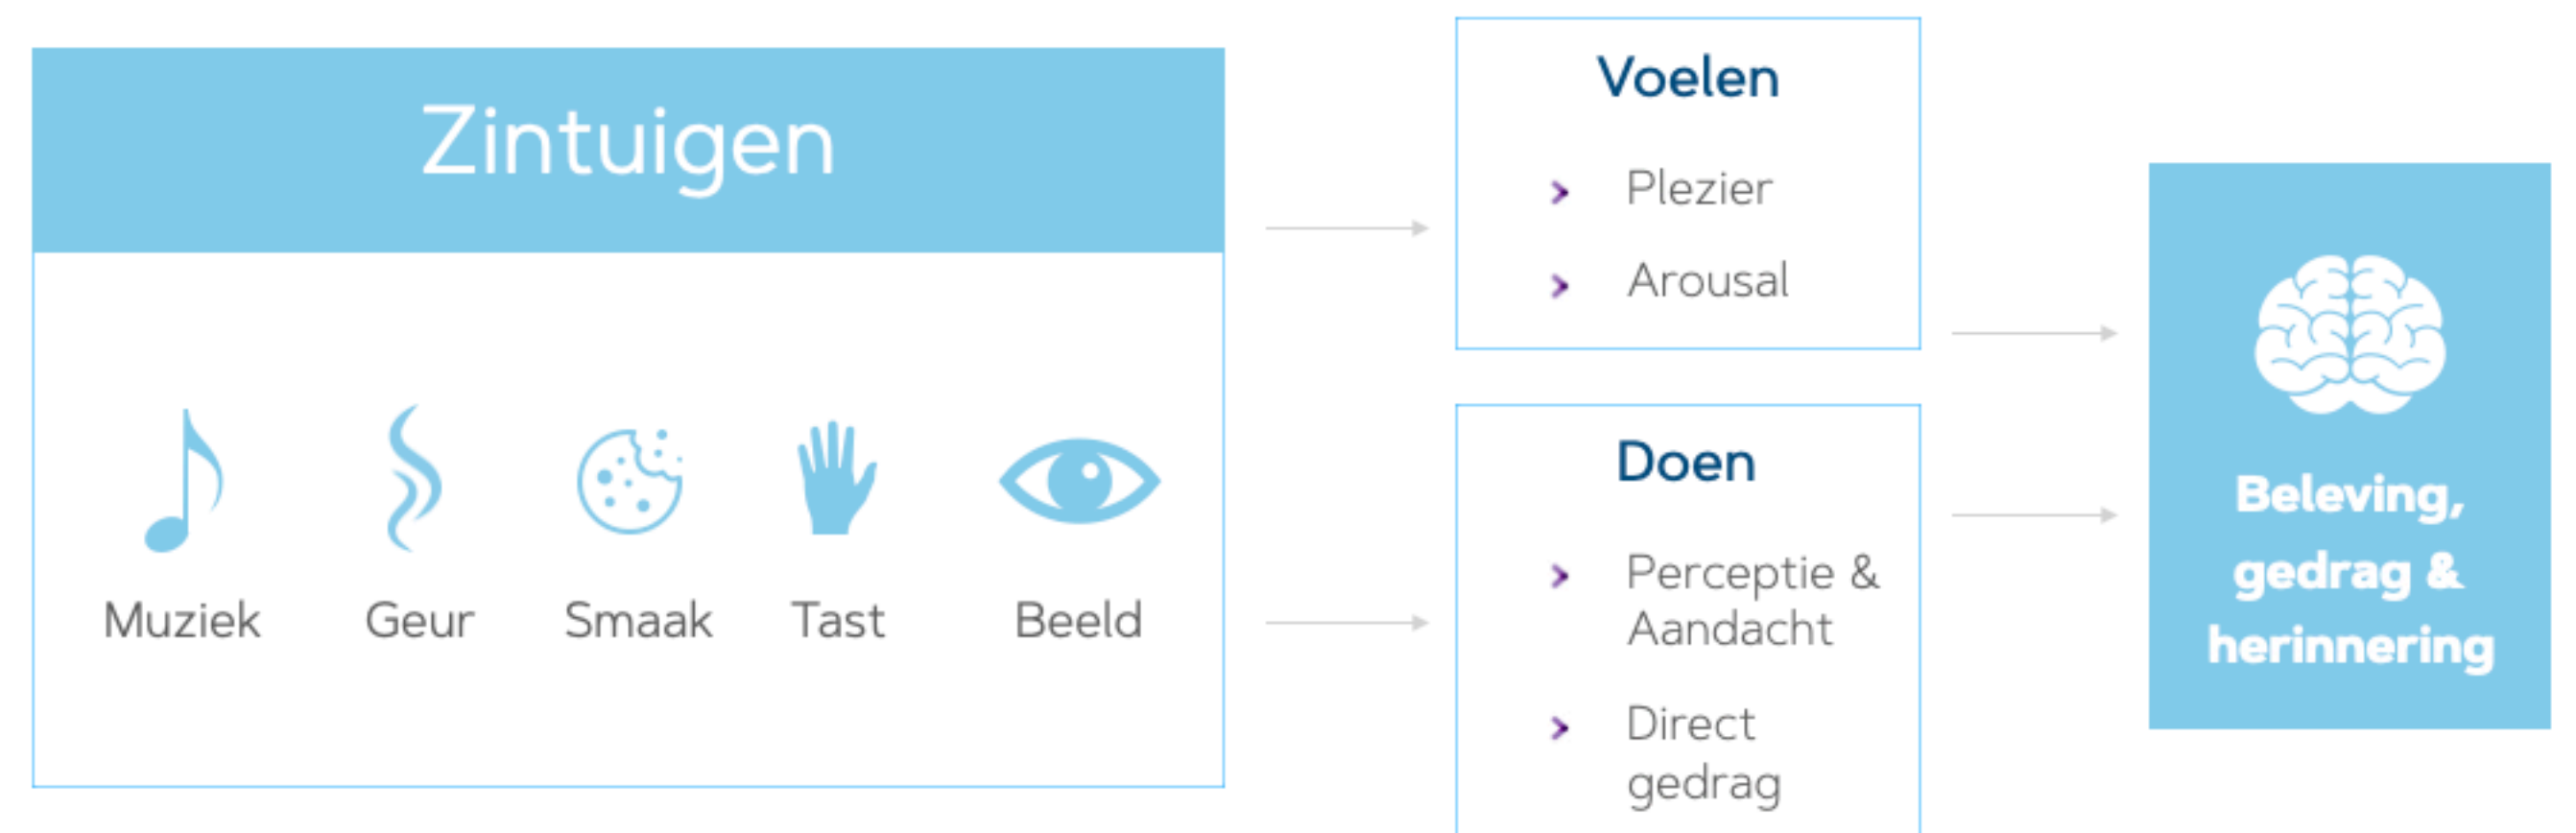 Zintuigen
Muziek
Geur
Smaak
Tast
Beeld
Voelen
Plezier
Arousal
Doen
Perceptie &
Aandacht
Direct
gedrag
Beleving,
gedrag &
herinnering